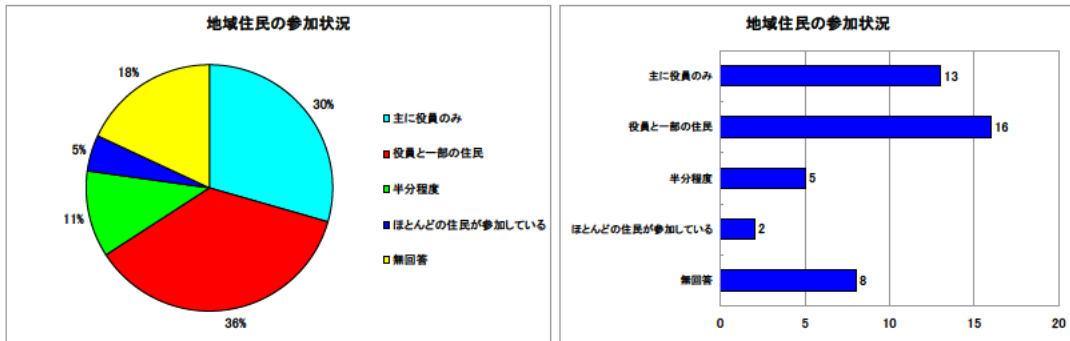 地域住民の参加状況
18%
30%
5%
11%
36%
主に役員のみ
役員と一部の住民
半分程度
ほとんどの住民が参加している
無回答
地域住民の参加状況
主に役員のみ
13
役員と一部の住民
16
半分程度
5
ほとんどの住民が参加している
2
無回答
8
0 5 10 15 20